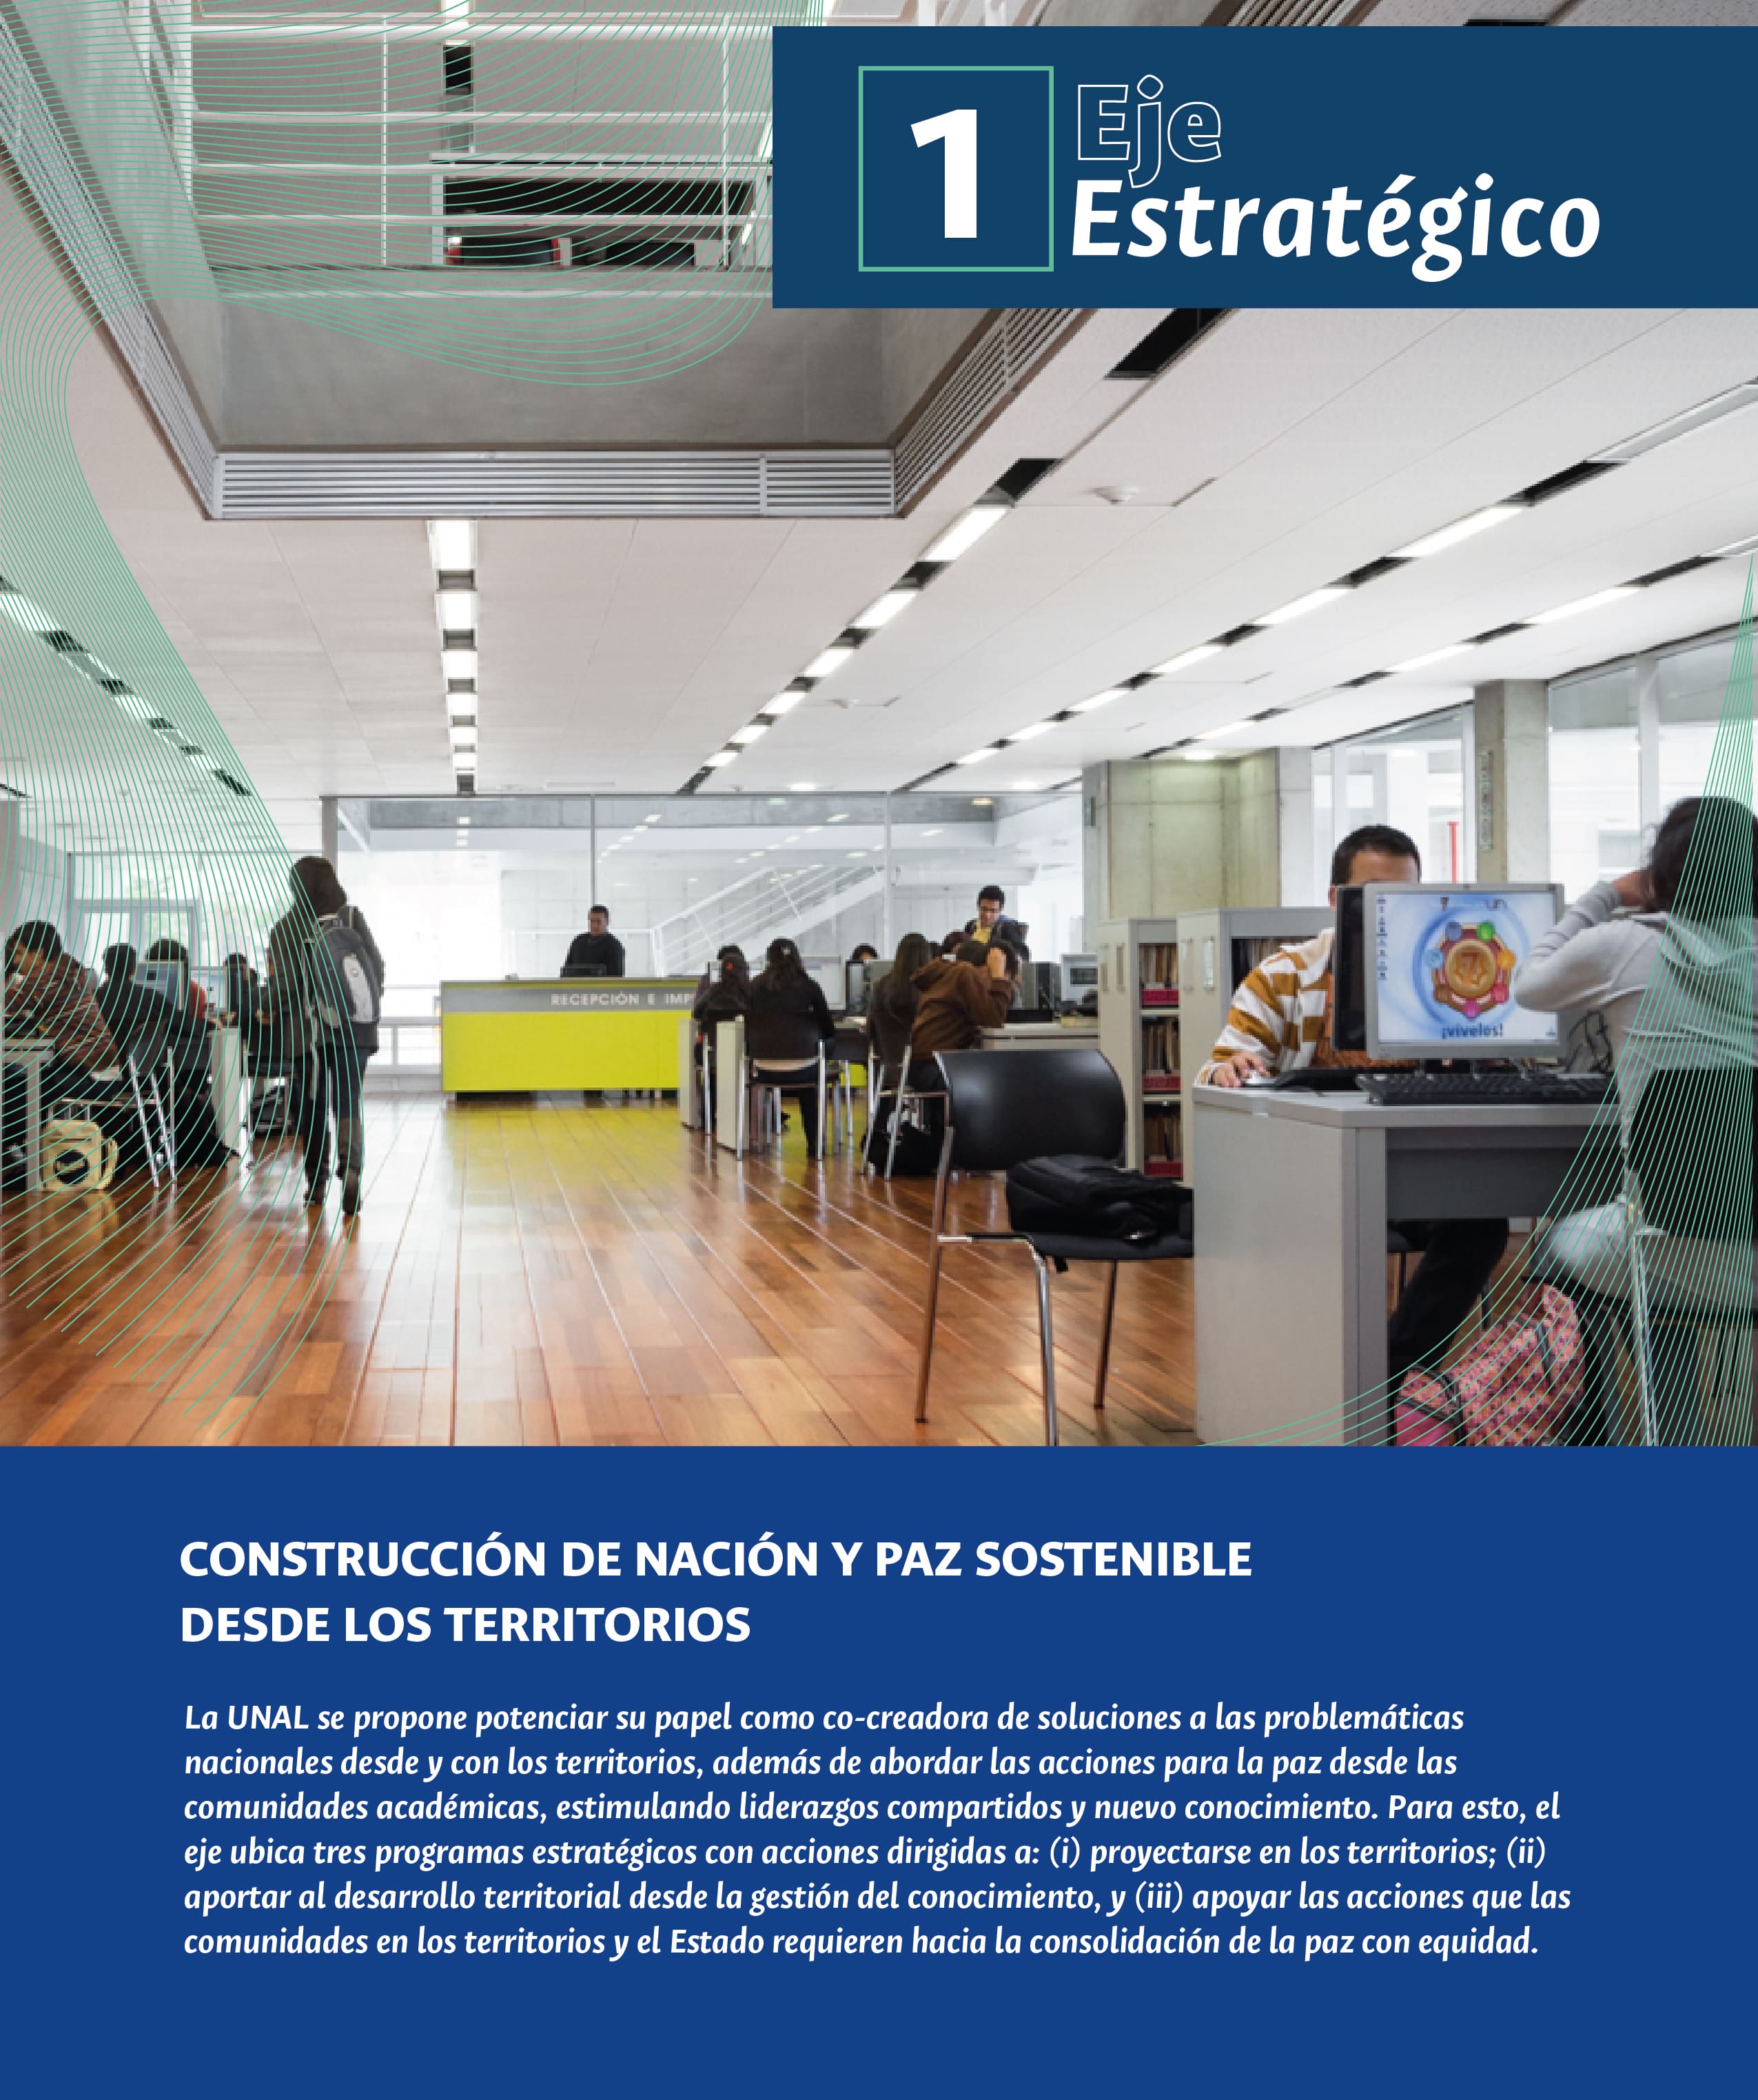 1
Eje
Estratégico
RECEPCIÓN E IMP
¡vívelos!
CONSTRUCCIÓN DE NACIÓN Y PAZ SOSTENIBLE
DESDE LOS TERRITORIOS
La UNAL se propone potenciar su papel como co-creadora de soluciones a las problemáticas
nacionales desde y con los territorios, además de abordar las acciones para la paz desde las
comunidades académicas, estimulando liderazgos compartidos y nuevo conocimiento. Para esto, el
eje ubica tres programas estratégicos con acciones dirigidas a: (i) proyectarse en los territorios; (ii)
aportar al desarrollo territorial desde la gestión del conocimiento, y (iii) apoyar las acciones que las
comunidades en los territorios y el Estado requieren hacia la consolidación de la paz con equidad.